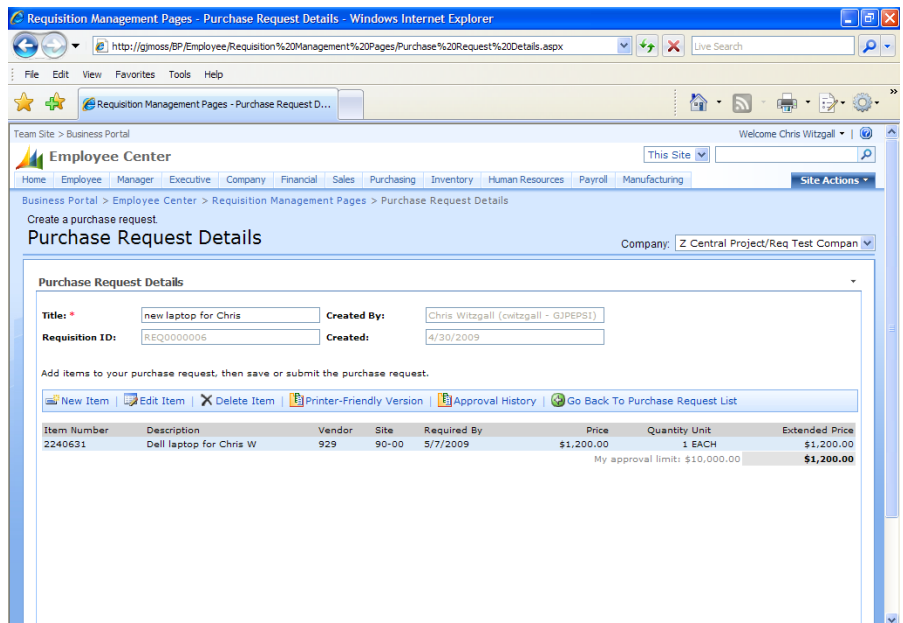 Requisition Management Pages - Purchase Request Details - Windows Internet Explorer
http://gjmoss/BP/Employee/Requisition%20Management%20Pages/Purchase%20Request%20Details.aspx
Live Search
File Edit View Favorites Tools Help
Requisition Management Pages - Purchase Request D...
Team Site > Business Portal
Welcome Chris Witzgall
Employee Center
This Site
Home Employee Manager Executive Company Financial Sales Purchasing Inventory Human Resources Payroll Manufacturing
Site Actions
Business Portal > Employee Center > Requisition Management Pages > Purchase Request Details
Create a purchase request.
Purchase Request Details
Company: Z Central Project/Req Test Compan
Purchase Request Details
Title: * new laptop for Chris Created By: Chris Witzgall (cwitzgall - GJPEPSI)
Requisition ID: REQ0000006 Created: 4/30/2009
Add items to your purchase request, then save or submit the purchase request.
New Item | Edit Item | Delete Item | Printer-Friendly Version | Approval History | Go Back To Purchase Request List
Item Number Description Vendor Site Required By Price Quantity Unit Extended Price
2240631 Dell laptop for Chris W 929 90-00 5/7/2009 $1,200.00 1 EACH $1,200.00
My approval limit: $10,000.00 $1,200.00